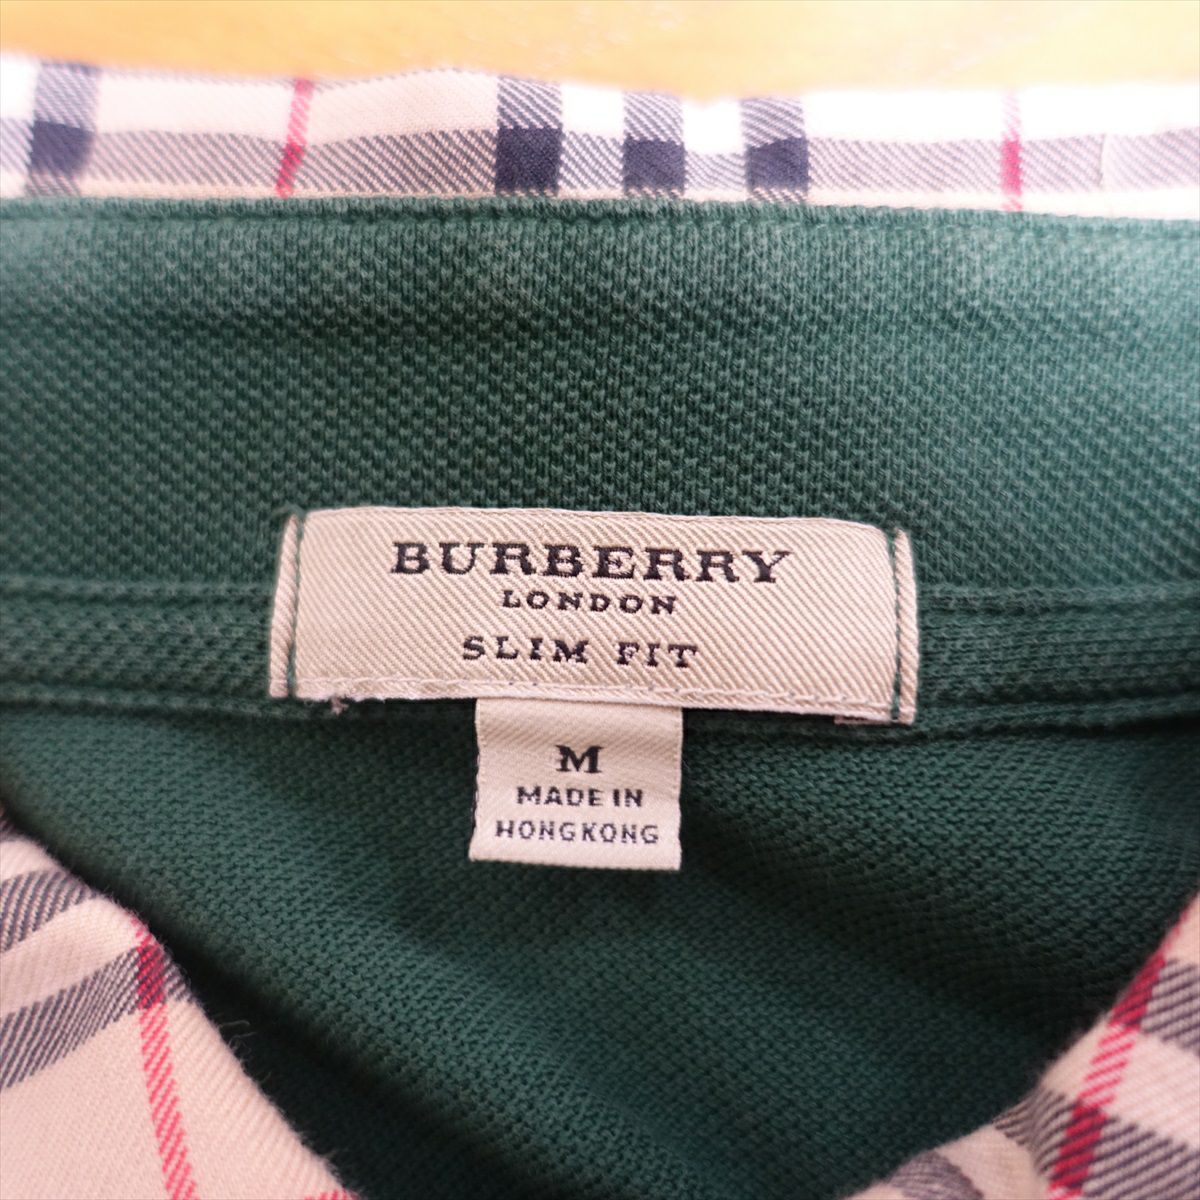 BURBERRY
LONDON
SLIM FIT
M
MADE IN
HONGKONG